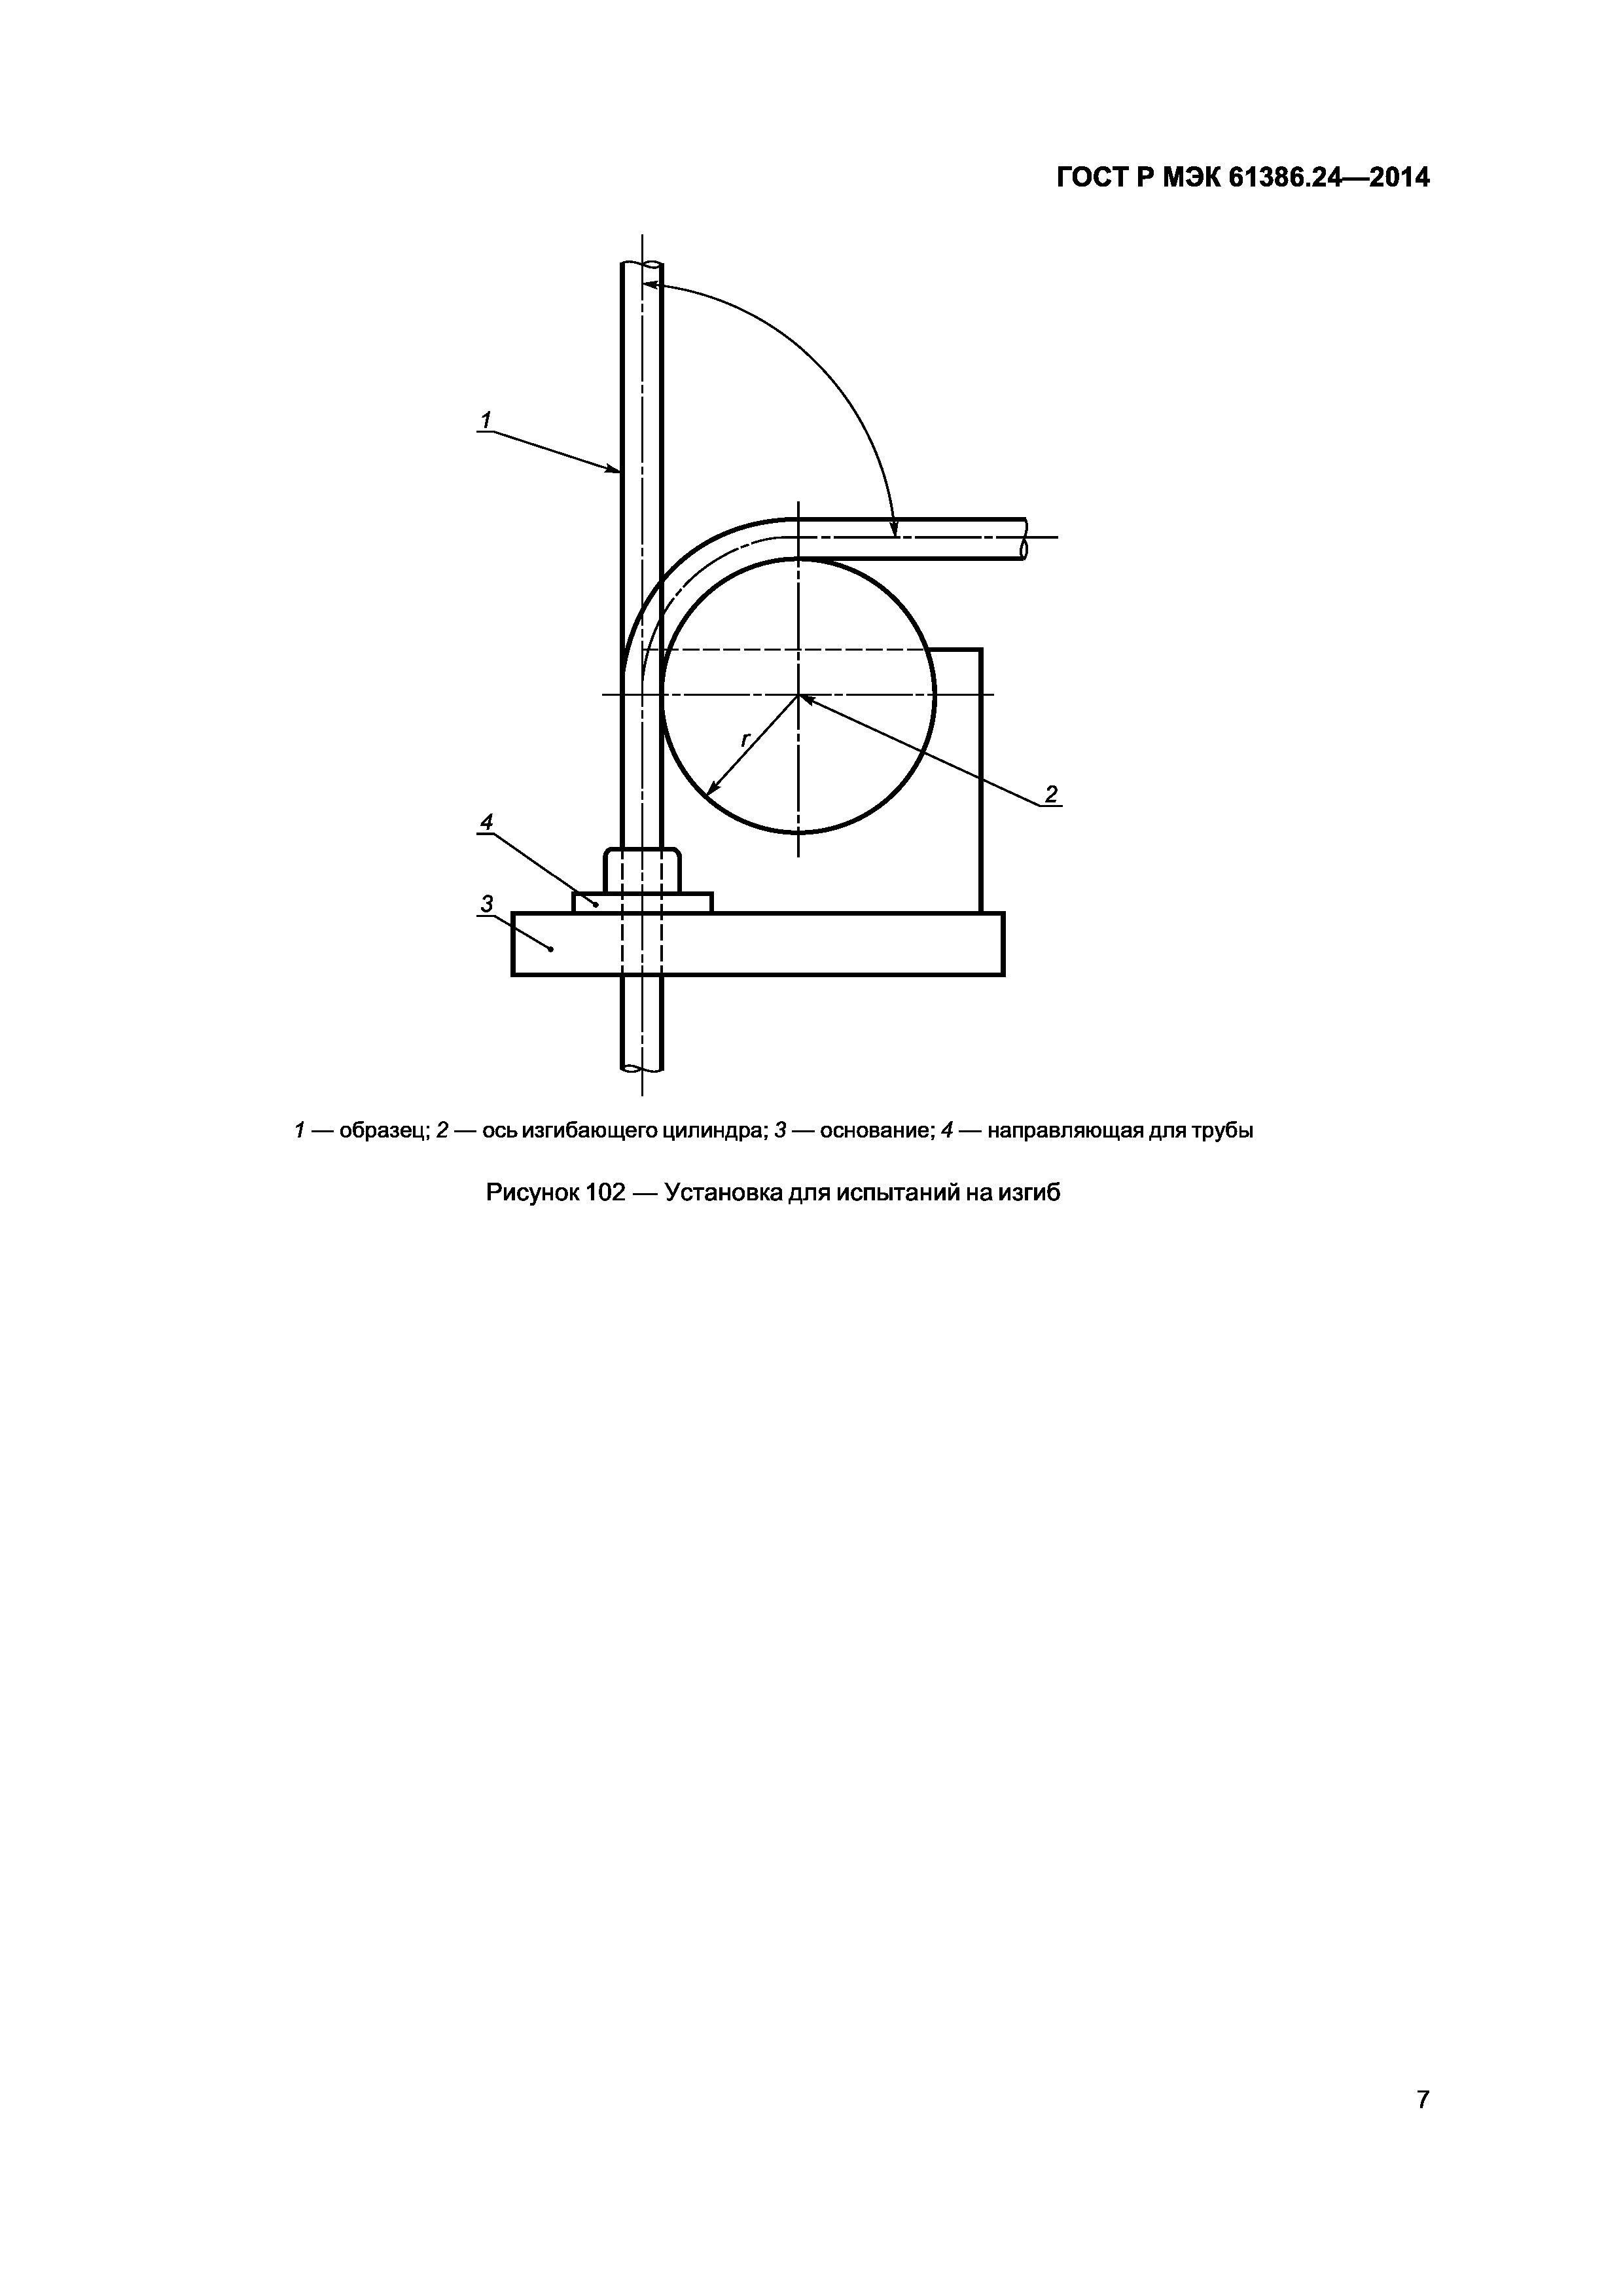 ГОСТ Р МЭК 61386.24—2014
1
r
2
4
3
1 — образец; 2 — ось изгибающего цилиндра; 3 — основание; 4 — направляющая для трубы
Рисунок 102 — Установка для испытаний на изгиб
7